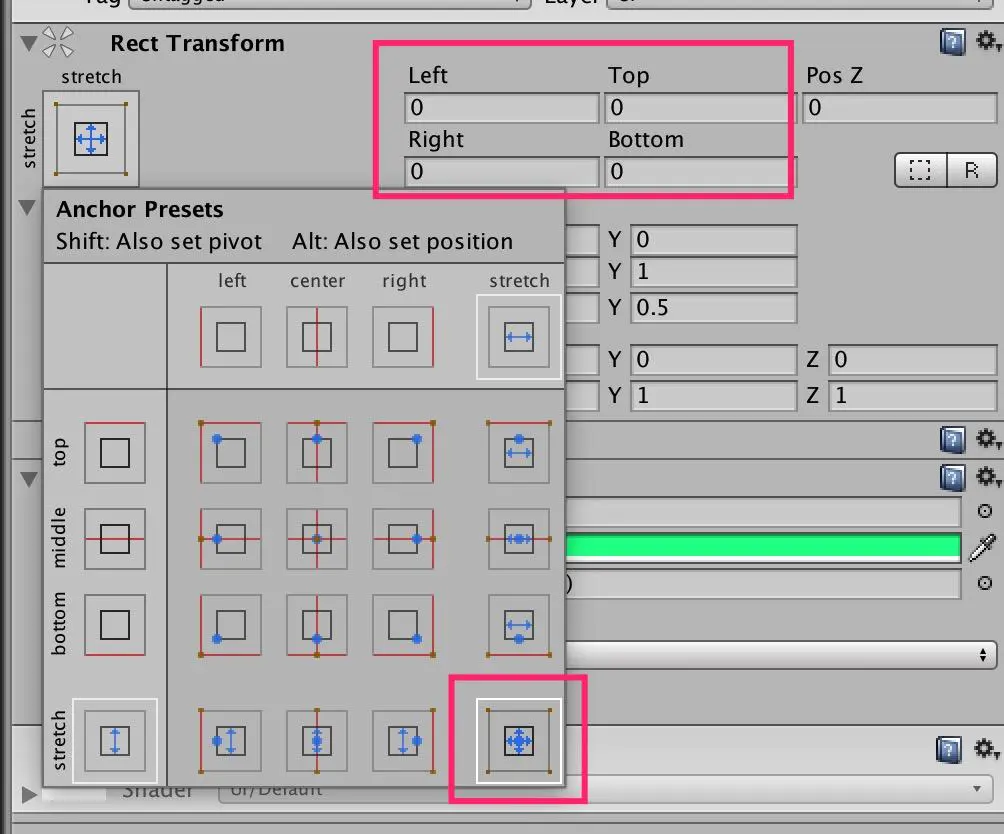 Tag Untagged Layer
Rect Transform
stretch
stretch
Left Top Pos Z
0 0 0
Right Bottom
0 0
R
Anchor Presets
Shift: Also set pivot Alt: Also set position
left center right stretch
top
middle
bottom
stretch
Y 0
Y 1
Y 0.5
Y 0 Z 0
Y 1 Z 1
)
Shader UI/Default